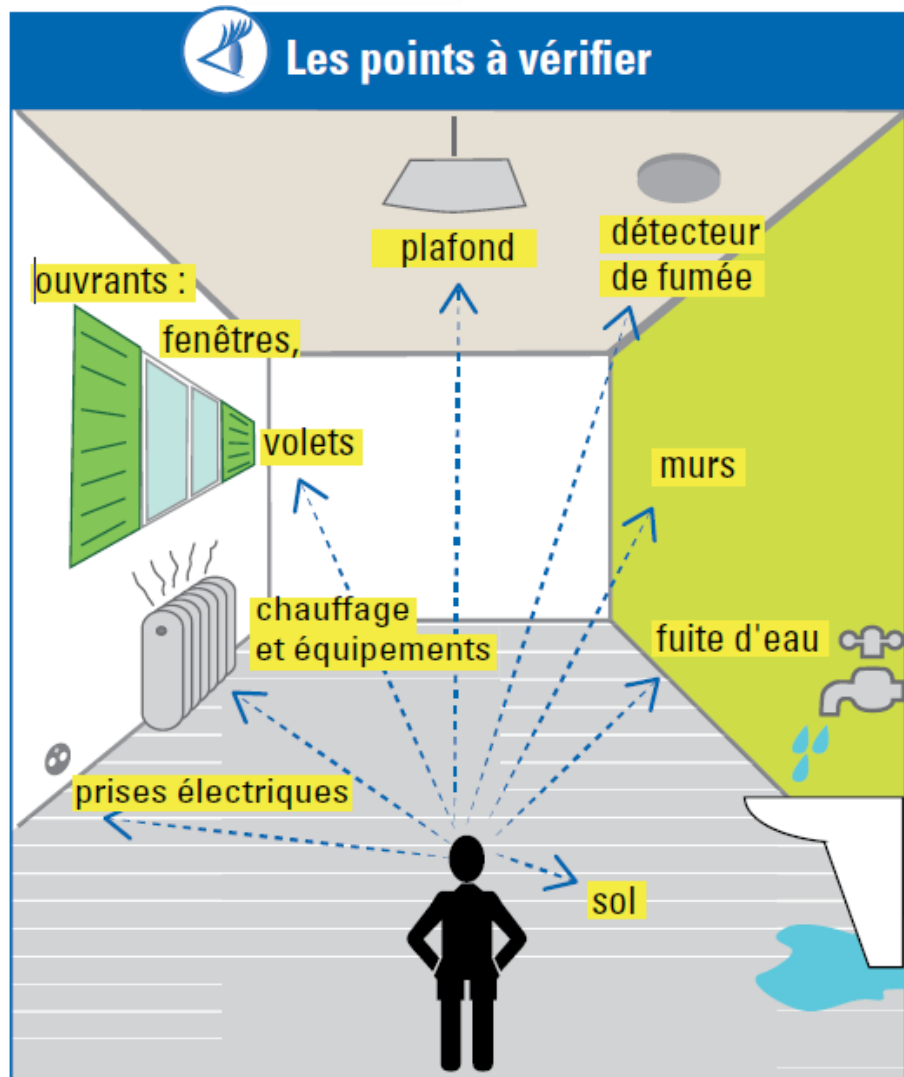 Les points à vérifier
plafond
détecteur
de fumée
ouvrants :
fenêtres,
volets
murs
chauffage
et équipements
fuite d'eau
prises électriques
sol